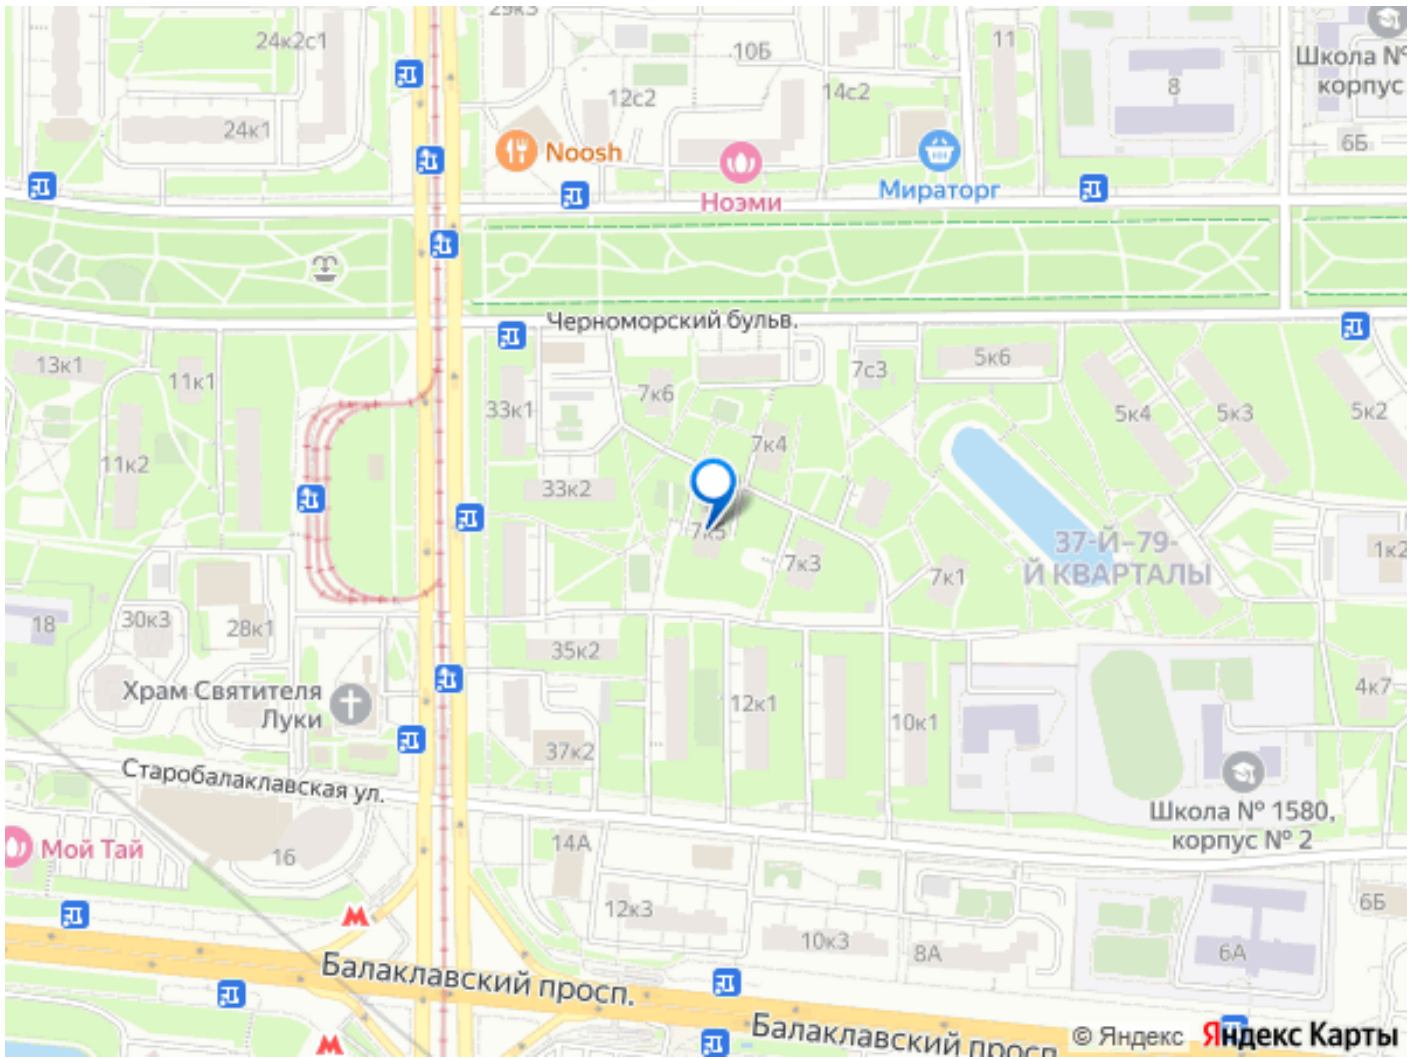 29к3
24к2с1
10Б
11
Школа №
корпус
8
12с2
14с2
24к1
6Б
Noosh
Мираторг
Ноэми
Черноморский бульв.
13к1
11к1
7к6
7с3
5к6
33к1
5к4
5к3
5к2
7к4
11к2
33к2
7к5
37-Й–79-
Й КВАРТАЛЫ
1к2
7к3
7к1
18
30к3
28к1
35к2
Храм Святителя
Луки
12к1
10к1
4к7
37к2
Старобалаклавская ул.
Школа № 1580,
корпус № 2
Мой Тай
16
14А
12к3
6Б
10к3
8А
6А
Балаклавский просп.
Балаклавский просп
© Яндекс Яндекс Карты